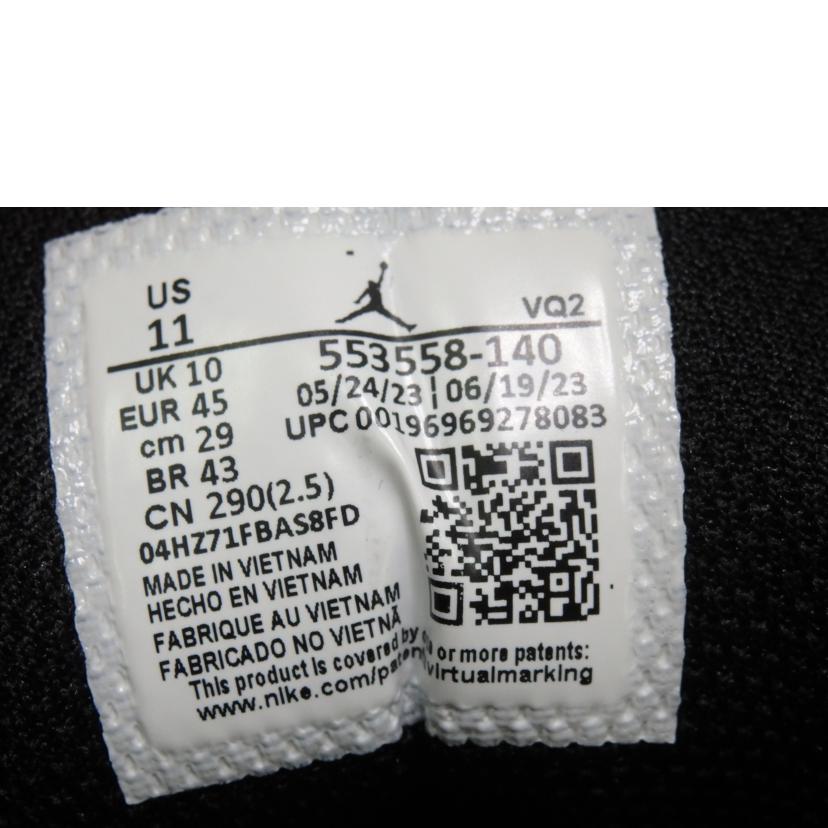 US
11
VQ2
UK 10
EUR 45
cm 29
BR 43
CN 290(2.5)
553558-140
05/24/23 | 06/19/23
UPC 00196969278083
04HZ71FBAS8FD
MADE IN VIETNAM
HECHO EN VIETNAM
FABRIQUE AU VIETNAM
FABRICADO NO VIETNÃ
This product is covered by or more patents:
www.nike.com/patent/virtualmarking